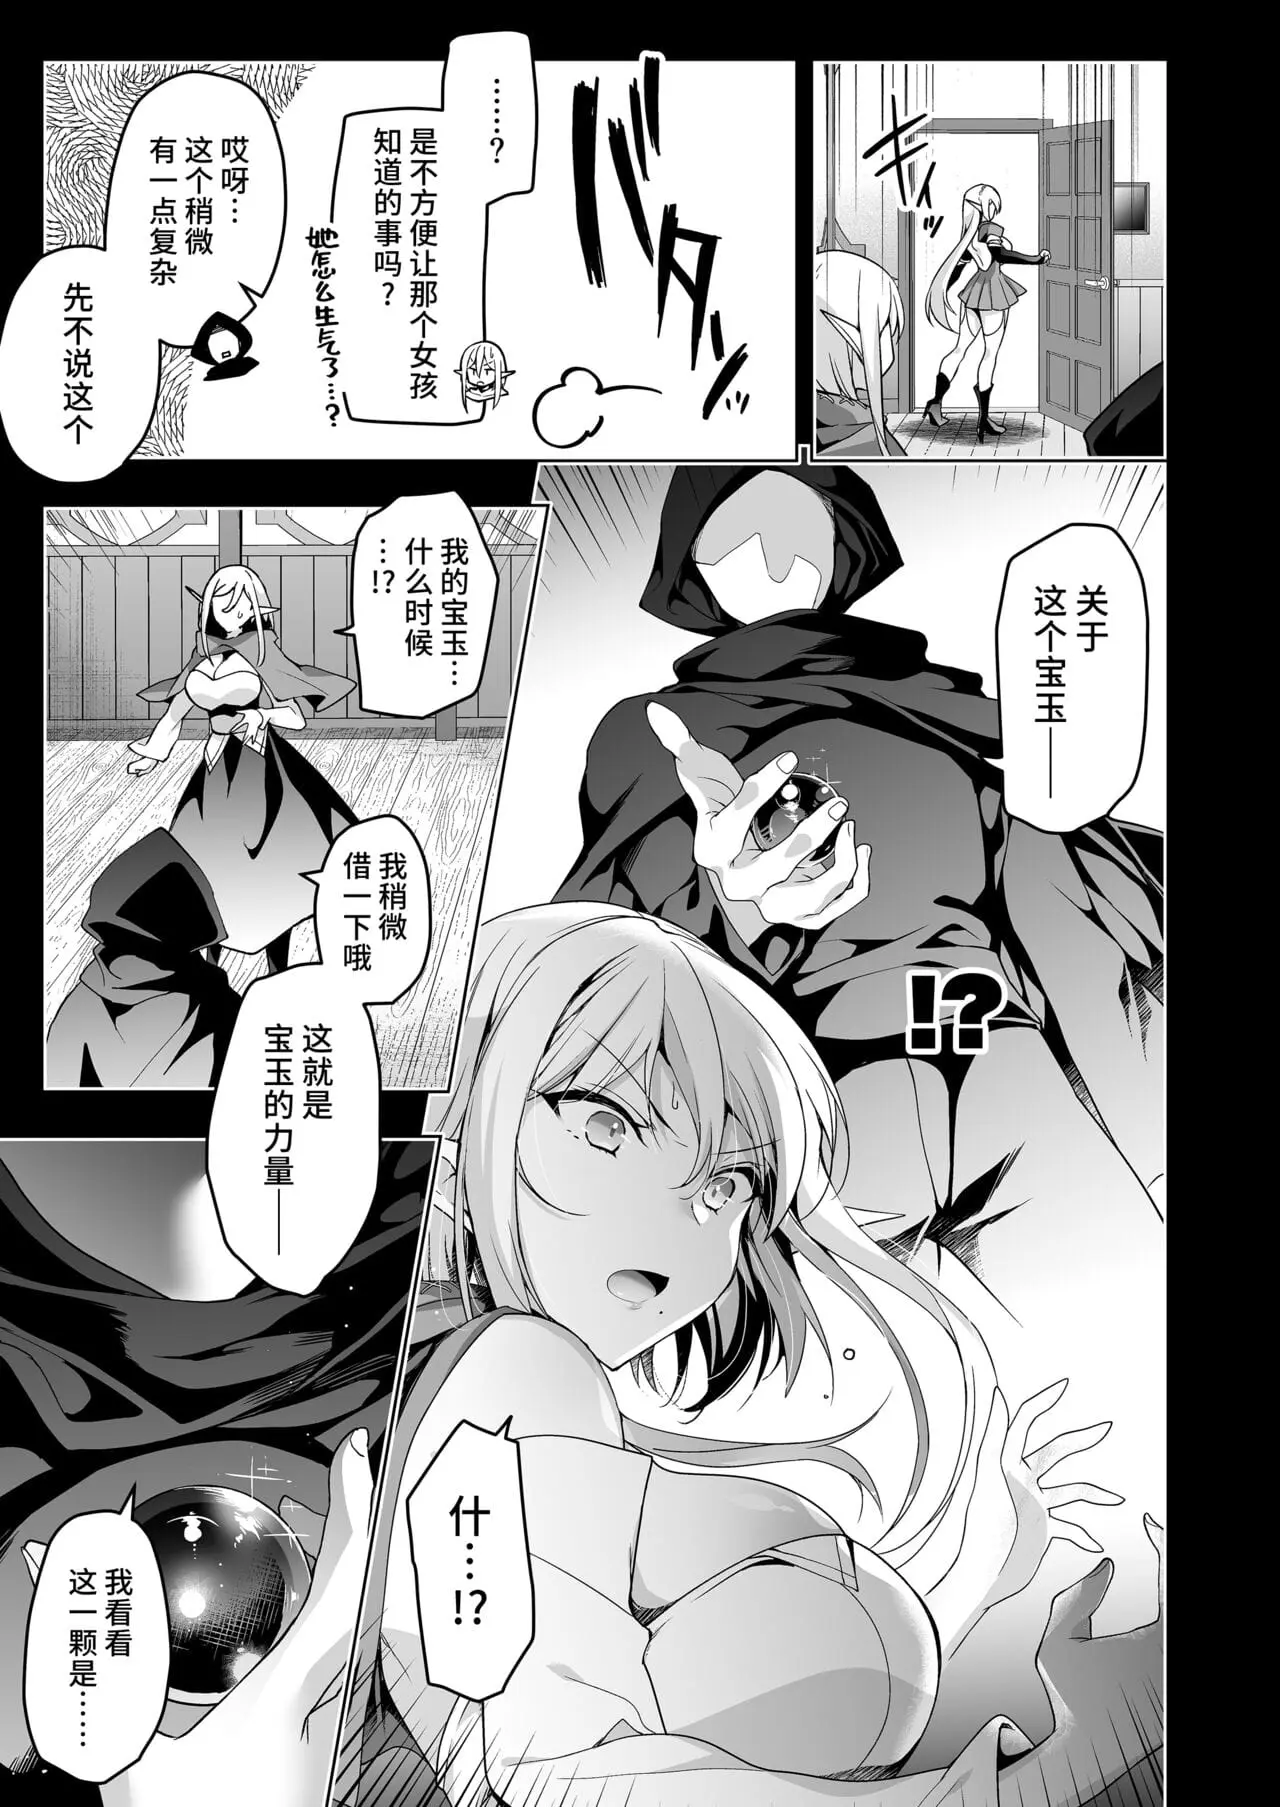 ガチャ
バタン
……?
是不方便让那个女孩
知道的事吗?
她怎么生气了…?
哎呀…
这个稍微
有一点复杂
先不说这个
关于
这个宝玉——
!?
我的宝玉…
什么时候
…!?
我稍微
借一下哦
这就是
宝玉的力量——
什…!?
我看看
这一颗是……